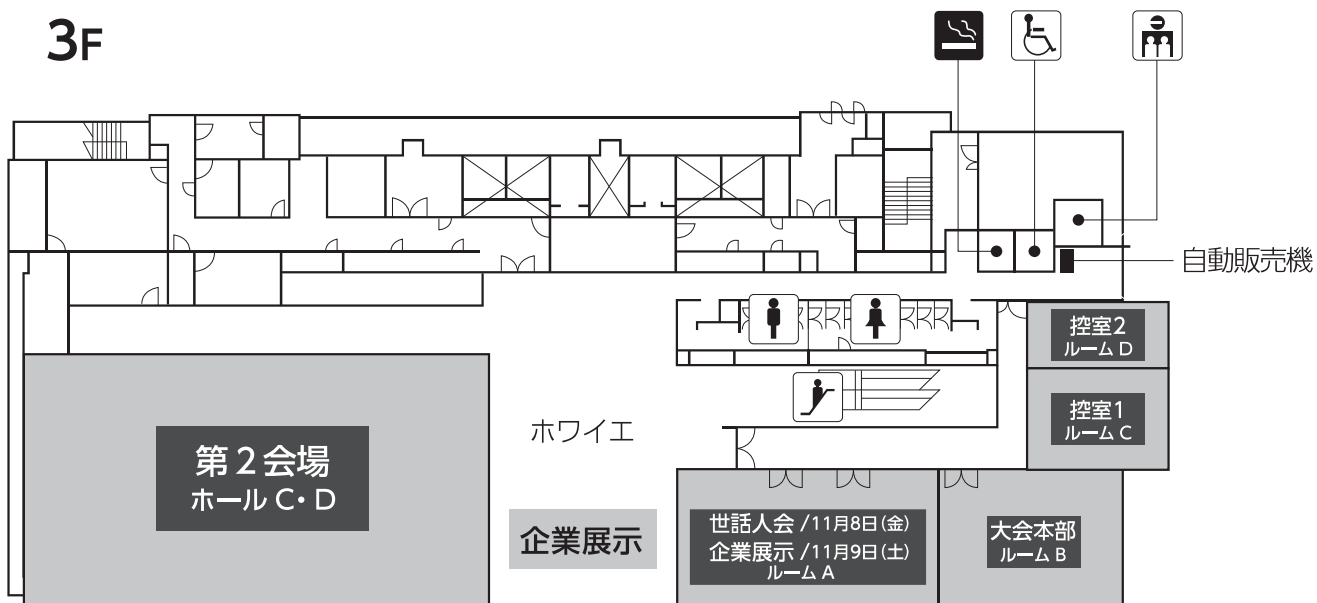 3F
自動販売機
控室2
ルーム D
控室1
ルーム C
ホワイエ
第2会場
ホール C・D
企業展示
世話人会 /11月8日(金)
企業展示 /11月9日(土)
ルーム A
大会本部
ルーム B